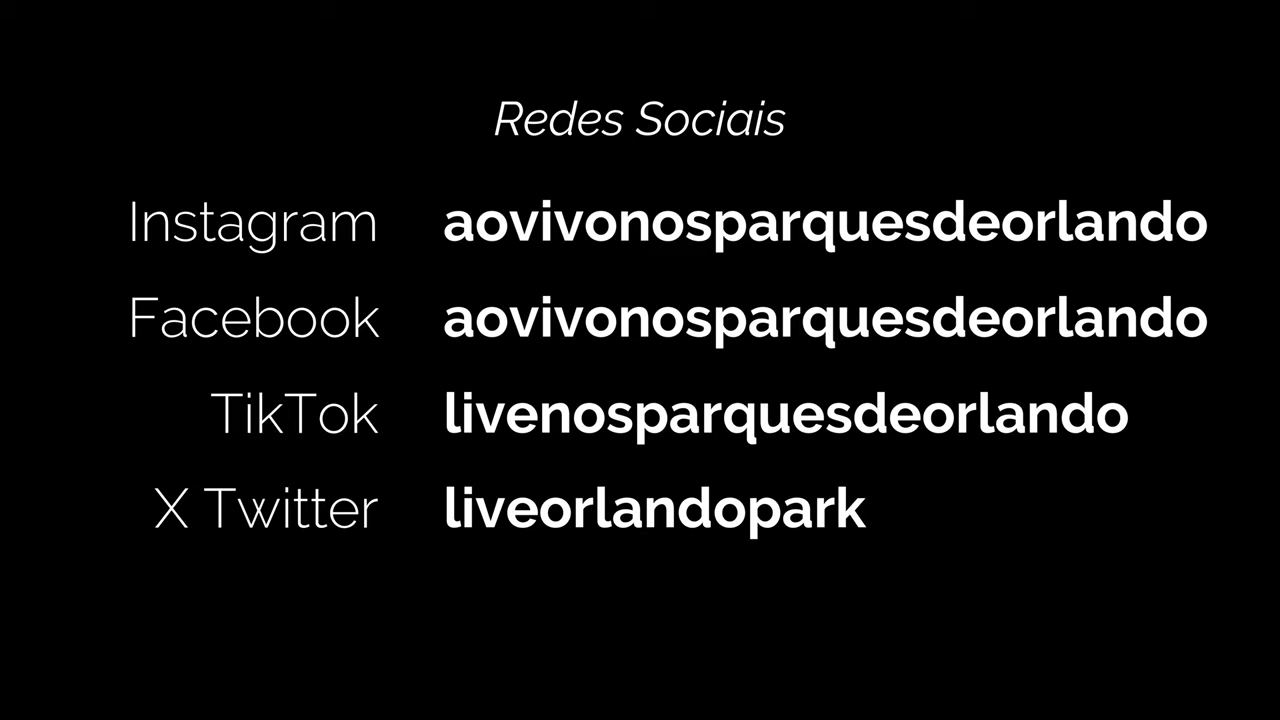 Redes Sociais
Instagram aovivonosparquesdeorlando
Facebook aovivonosparquesdeorlando
TikTok livenosparquesdeorlando
X Twitter liveorlandopark